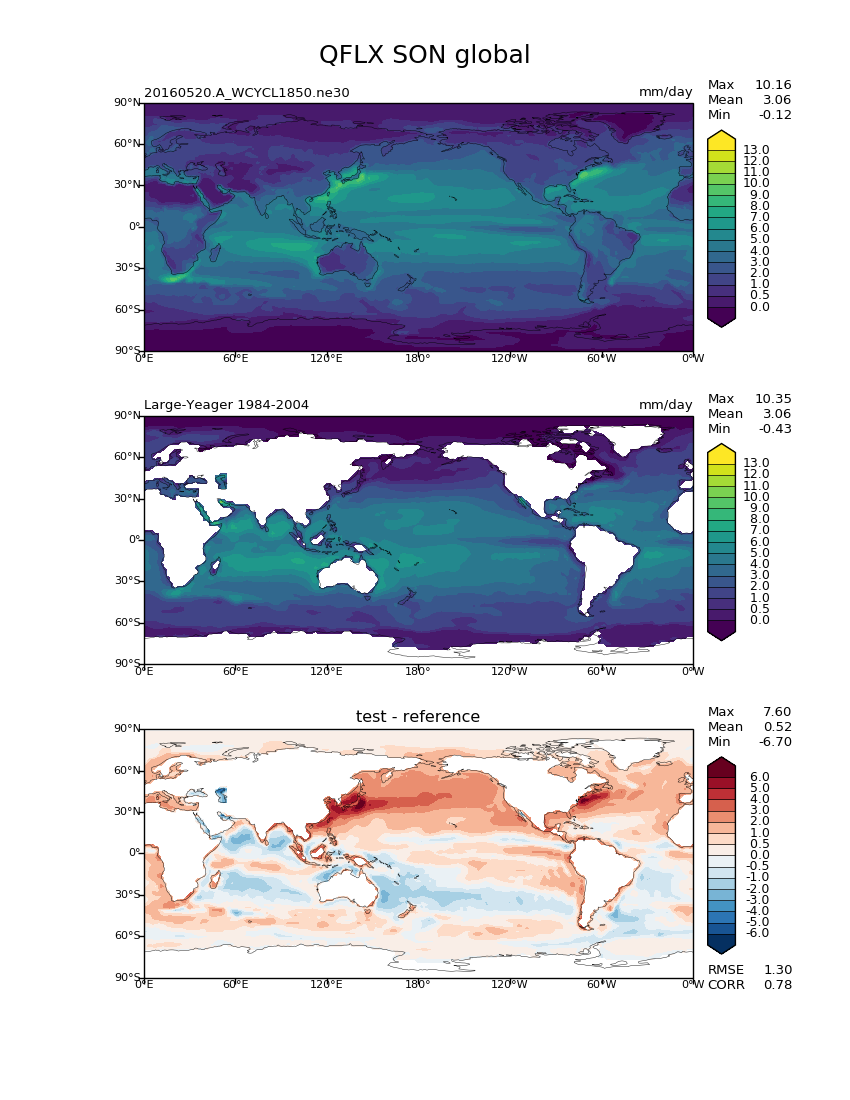 QFLX SON global
20160520.A_WCYCL1850.ne30 mm/day
Max 10.16
Mean 3.06
Min -0.12
90°N
60°N
30°N
0°
30°S
60°S
90°S
0°E 60°E 120°E 180° 120°W 60°W 0°W
13.0
12.0
11.0
10.0
9.0
8.0
7.0
6.0
5.0
4.0
3.0
2.0
1.0
0.5
0.0
Large-Yeager 1984-2004 mm/day
Max 10.35
Mean 3.06
Min -0.43
90°N
60°N
30°N
0°
30°S
60°S
90°S
0°E 60°E 120°E 180° 120°W 60°W 0°W
13.0
12.0
11.0
10.0
9.0
8.0
7.0
6.0
5.0
4.0
3.0
2.0
1.0
0.5
0.0
test - reference
Max 7.60
Mean 0.52
Min -6.70
90°N
60°N
30°N
0°
30°S
60°S
90°S
0°E 60°E 120°E 180° 120°W 60°W 0°W
6.0
5.0
4.0
3.0
2.0
1.0
0.5
0.0
-0.5
-1.0
-2.0
-3.0
-4.0
-5.0
-6.0
RMSE 1.30
CORR 0.78